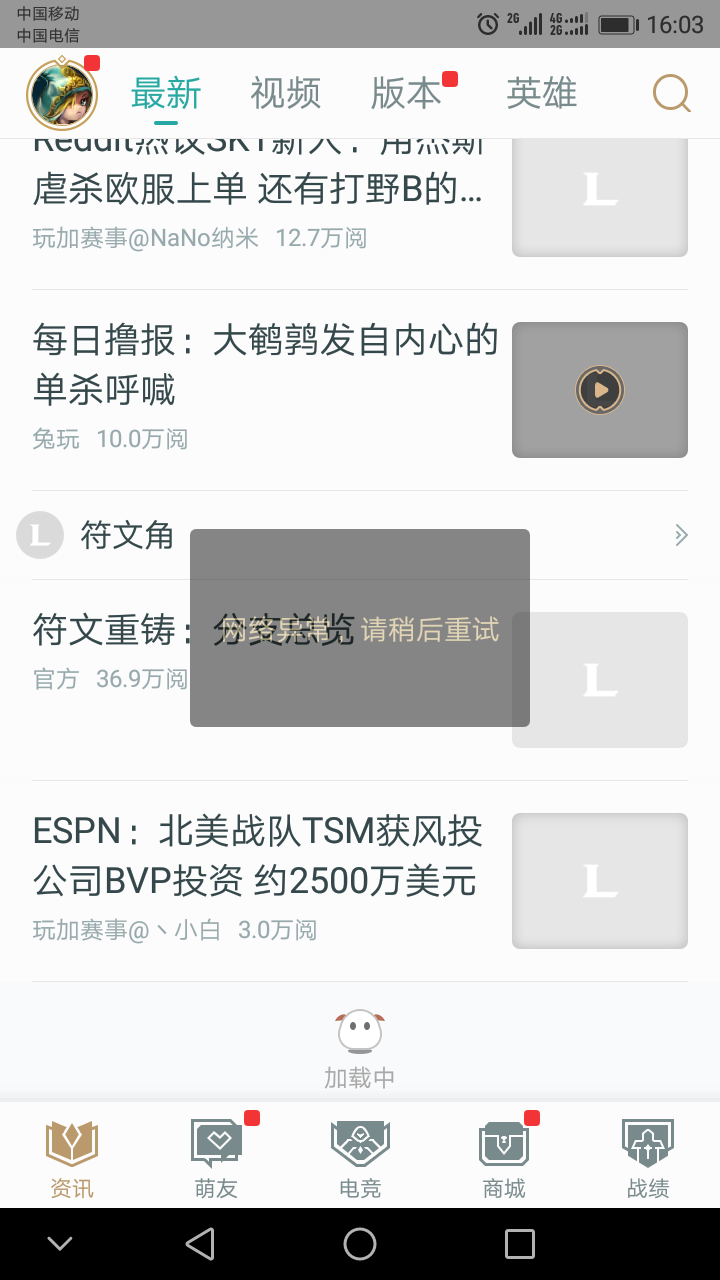 中国移动
中国电信
2G 4G 2G 16:03
最新 视频 版本 英雄
Reddit热议SKT新人：用杰斯
虐杀欧服上单 还有打野B的...
玩加赛事@NaNo纳米 12.7万阅
每日撸报：大鹌鹑发自内心的
单杀呼喊
兔玩 10.0万阅
符文角
符文重铸：分支总览
网络异常，请稍后重试
官方 36.9万阅
ESPN：北美战队TSM获风投
公司BVP投资 约2500万美元
玩加赛事@丶小白 3.0万阅
加载中
资讯 萌友 电竞 商城 战绩